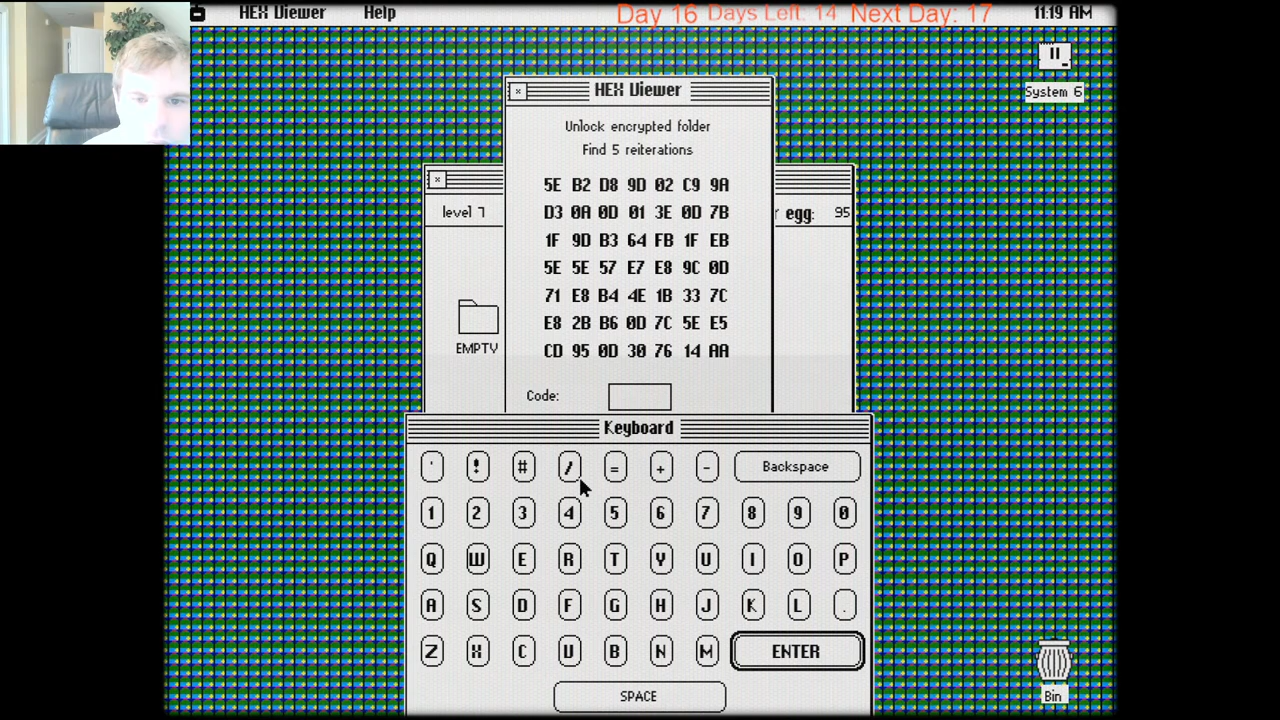 HEX Viewer Help Day 16 Days Left: 14 Next Day: 17 11:19 AM
System 6
HEX Viewer
Unlock encrypted folder
Find 5 reiterations
5E B2 D8 9D 02 C9 9A
level 7
D3 0A 0D 01 3E 0D 7B
egg: 95
1F 9D B3 64 FB 1F EB
5E 5E 57 E7 E8 9C 0D
71 E8 B4 4E 1B 33 7C
E8 2B B6 0D 7C 5E E5
EMPTY
CD 95 0D 30 76 14 AA
Code:
Keyboard
' ! # / = + - Backspace
1 2 3 4 5 6 7 8 9 0
Q W E R T Y U I O P
A S D F G H J K L .
Z X C V B N M ENTER
SPACE
Bin